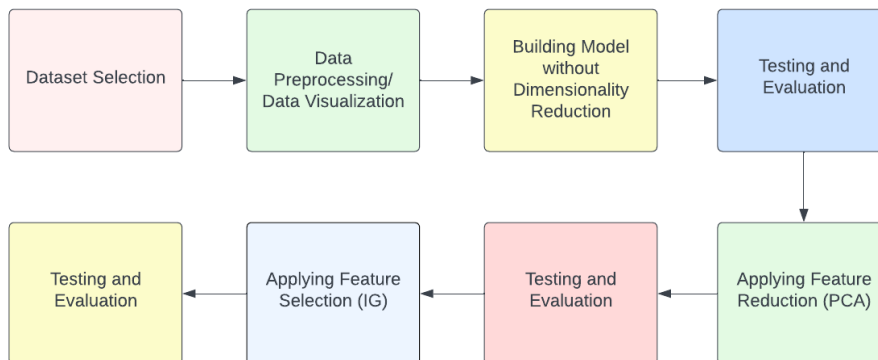 Dataset Selection
Data
Preprocessing/
Data Visualization
Building Model
without
Dimensionality
Reduction
Testing and
Evaluation
Testing and
Evaluation
Applying Feature
Selection (IG)
Testing and
Evaluation
Applying Feature
Reduction (PCA)